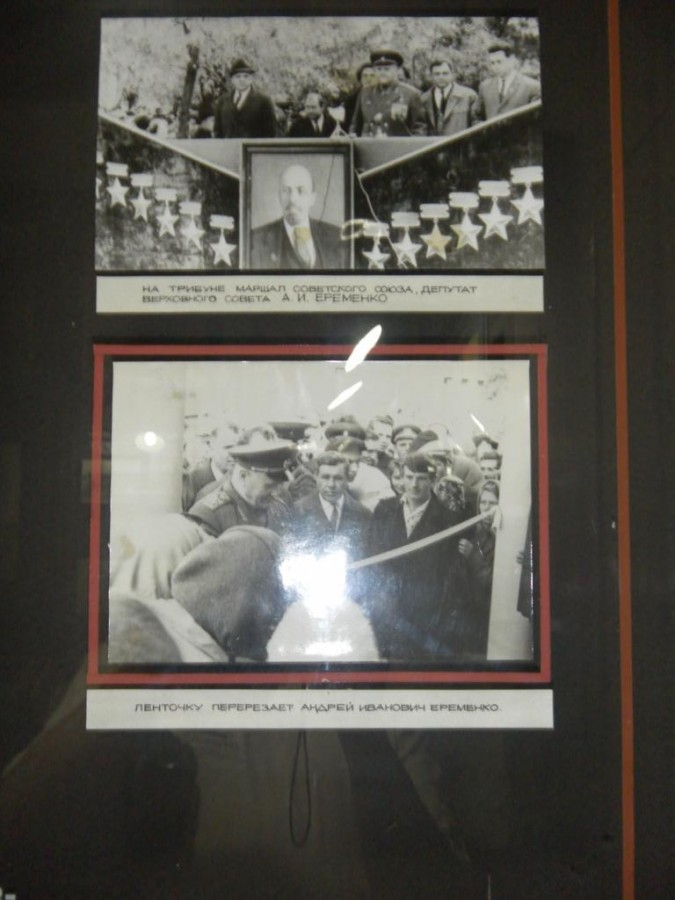 НА ТРИБУНЕ МАРШАЛ СОВЕТСКОГО СОЮЗА, ДЕПУТАТ
ВЕРХОВНОГО СОВЕТА А. И. ЕРЕМЕНКО
ЛЕНТОЧКУ ПЕРЕРЕЗАЕТ АНДРЕЙ ИВАНОВИЧ ЕРЕМЕНКО.